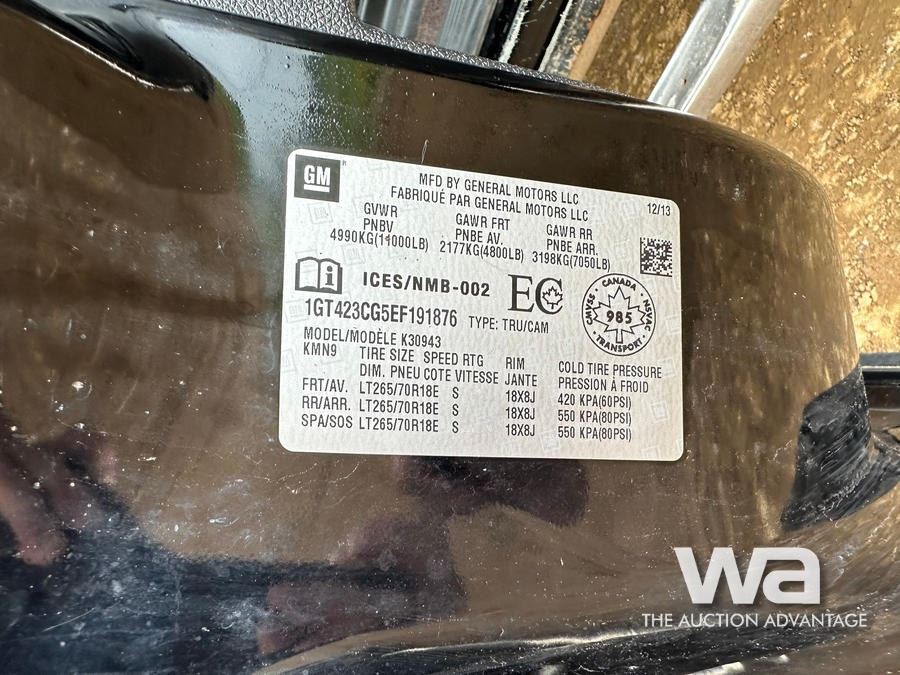 GM
MFD BY GENERAL MOTORS LLC
FABRIQUÉ PAR GENERAL MOTORS LLC
12/13
GVWR GAWR FRT GAWR RR
PNBV PNBE AV. PNBE ARR.
4990KG(11000LB) 2177KG(4800LB) 3198KG(7050LB)
ICES/NMB-002 EC
CANADA
CMVSS 985 NSVAC
TRANSPORT
1GT423CG5EF191876 TYPE: TRU/CAM
MODEL/MODÈLE K30943
KMN9 TIRE SIZE SPEED RTG RIM COLD TIRE PRESSURE
DIM. PNEU COTE VITESSE JANTE PRESSION À FROID
FRT/AV. LT265/70R18E S 18X8J 420 KPA(60PSI)
RR/ARR. LT265/70R18E S 18X8J 550 KPA(80PSI)
SPA/SOS LT265/70R18E S 18X8J 550 KPA(80PSI)
wa
THE AUCTION ADVANTAGE